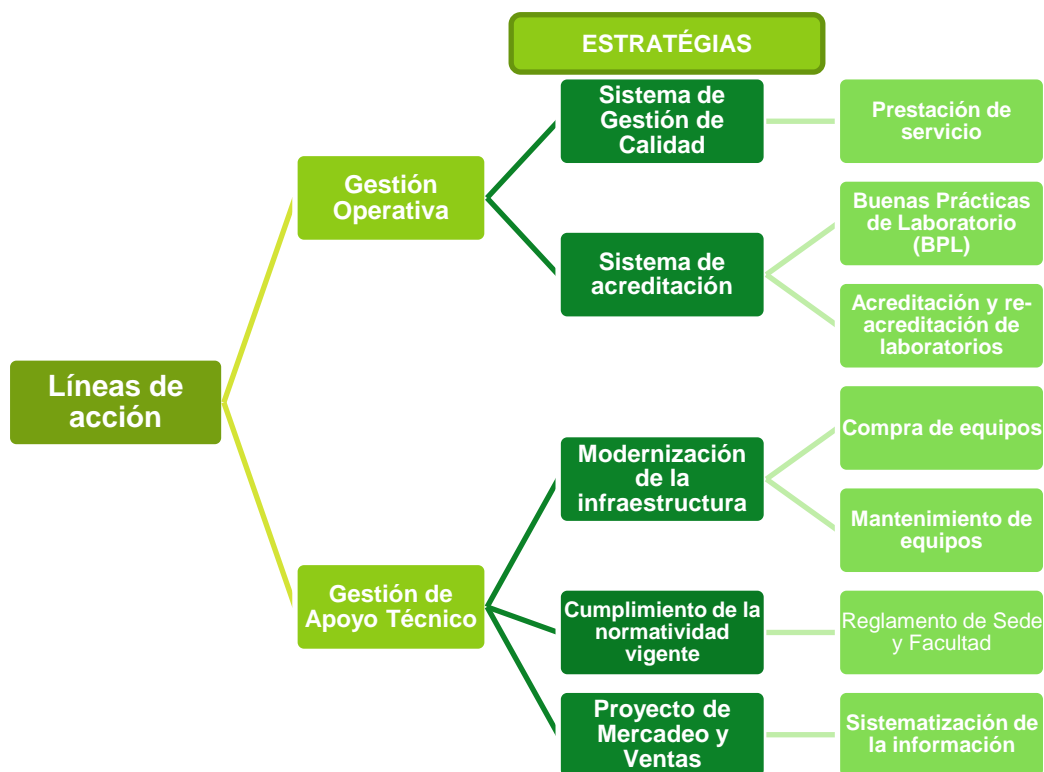 ESTRATÉGIAS
Líneas de
acción
Gestión
Operativa
Sistema de
Gestión de
Calidad
Prestación de
servicio
Sistema de
acreditación
Buenas Prácticas
de Laboratorio
(BPL)
Acreditación y re-
acreditación de
laboratorios
Gestión de
Apoyo Técnico
Modernización
de la
infraestructura
Compra de equipos
Mantenimiento de
equipos
Cumplimiento de la
normatividad
vigente
Reglamento de Sede
y Facultad
Proyecto de
Mercadeo y
Ventas
Sistematización de
la información